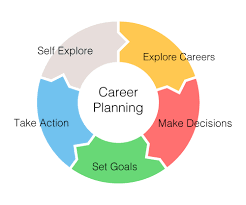 Self Explore
Explore Careers
Career
Planning
Take Action
Make Decisions
Set Goals